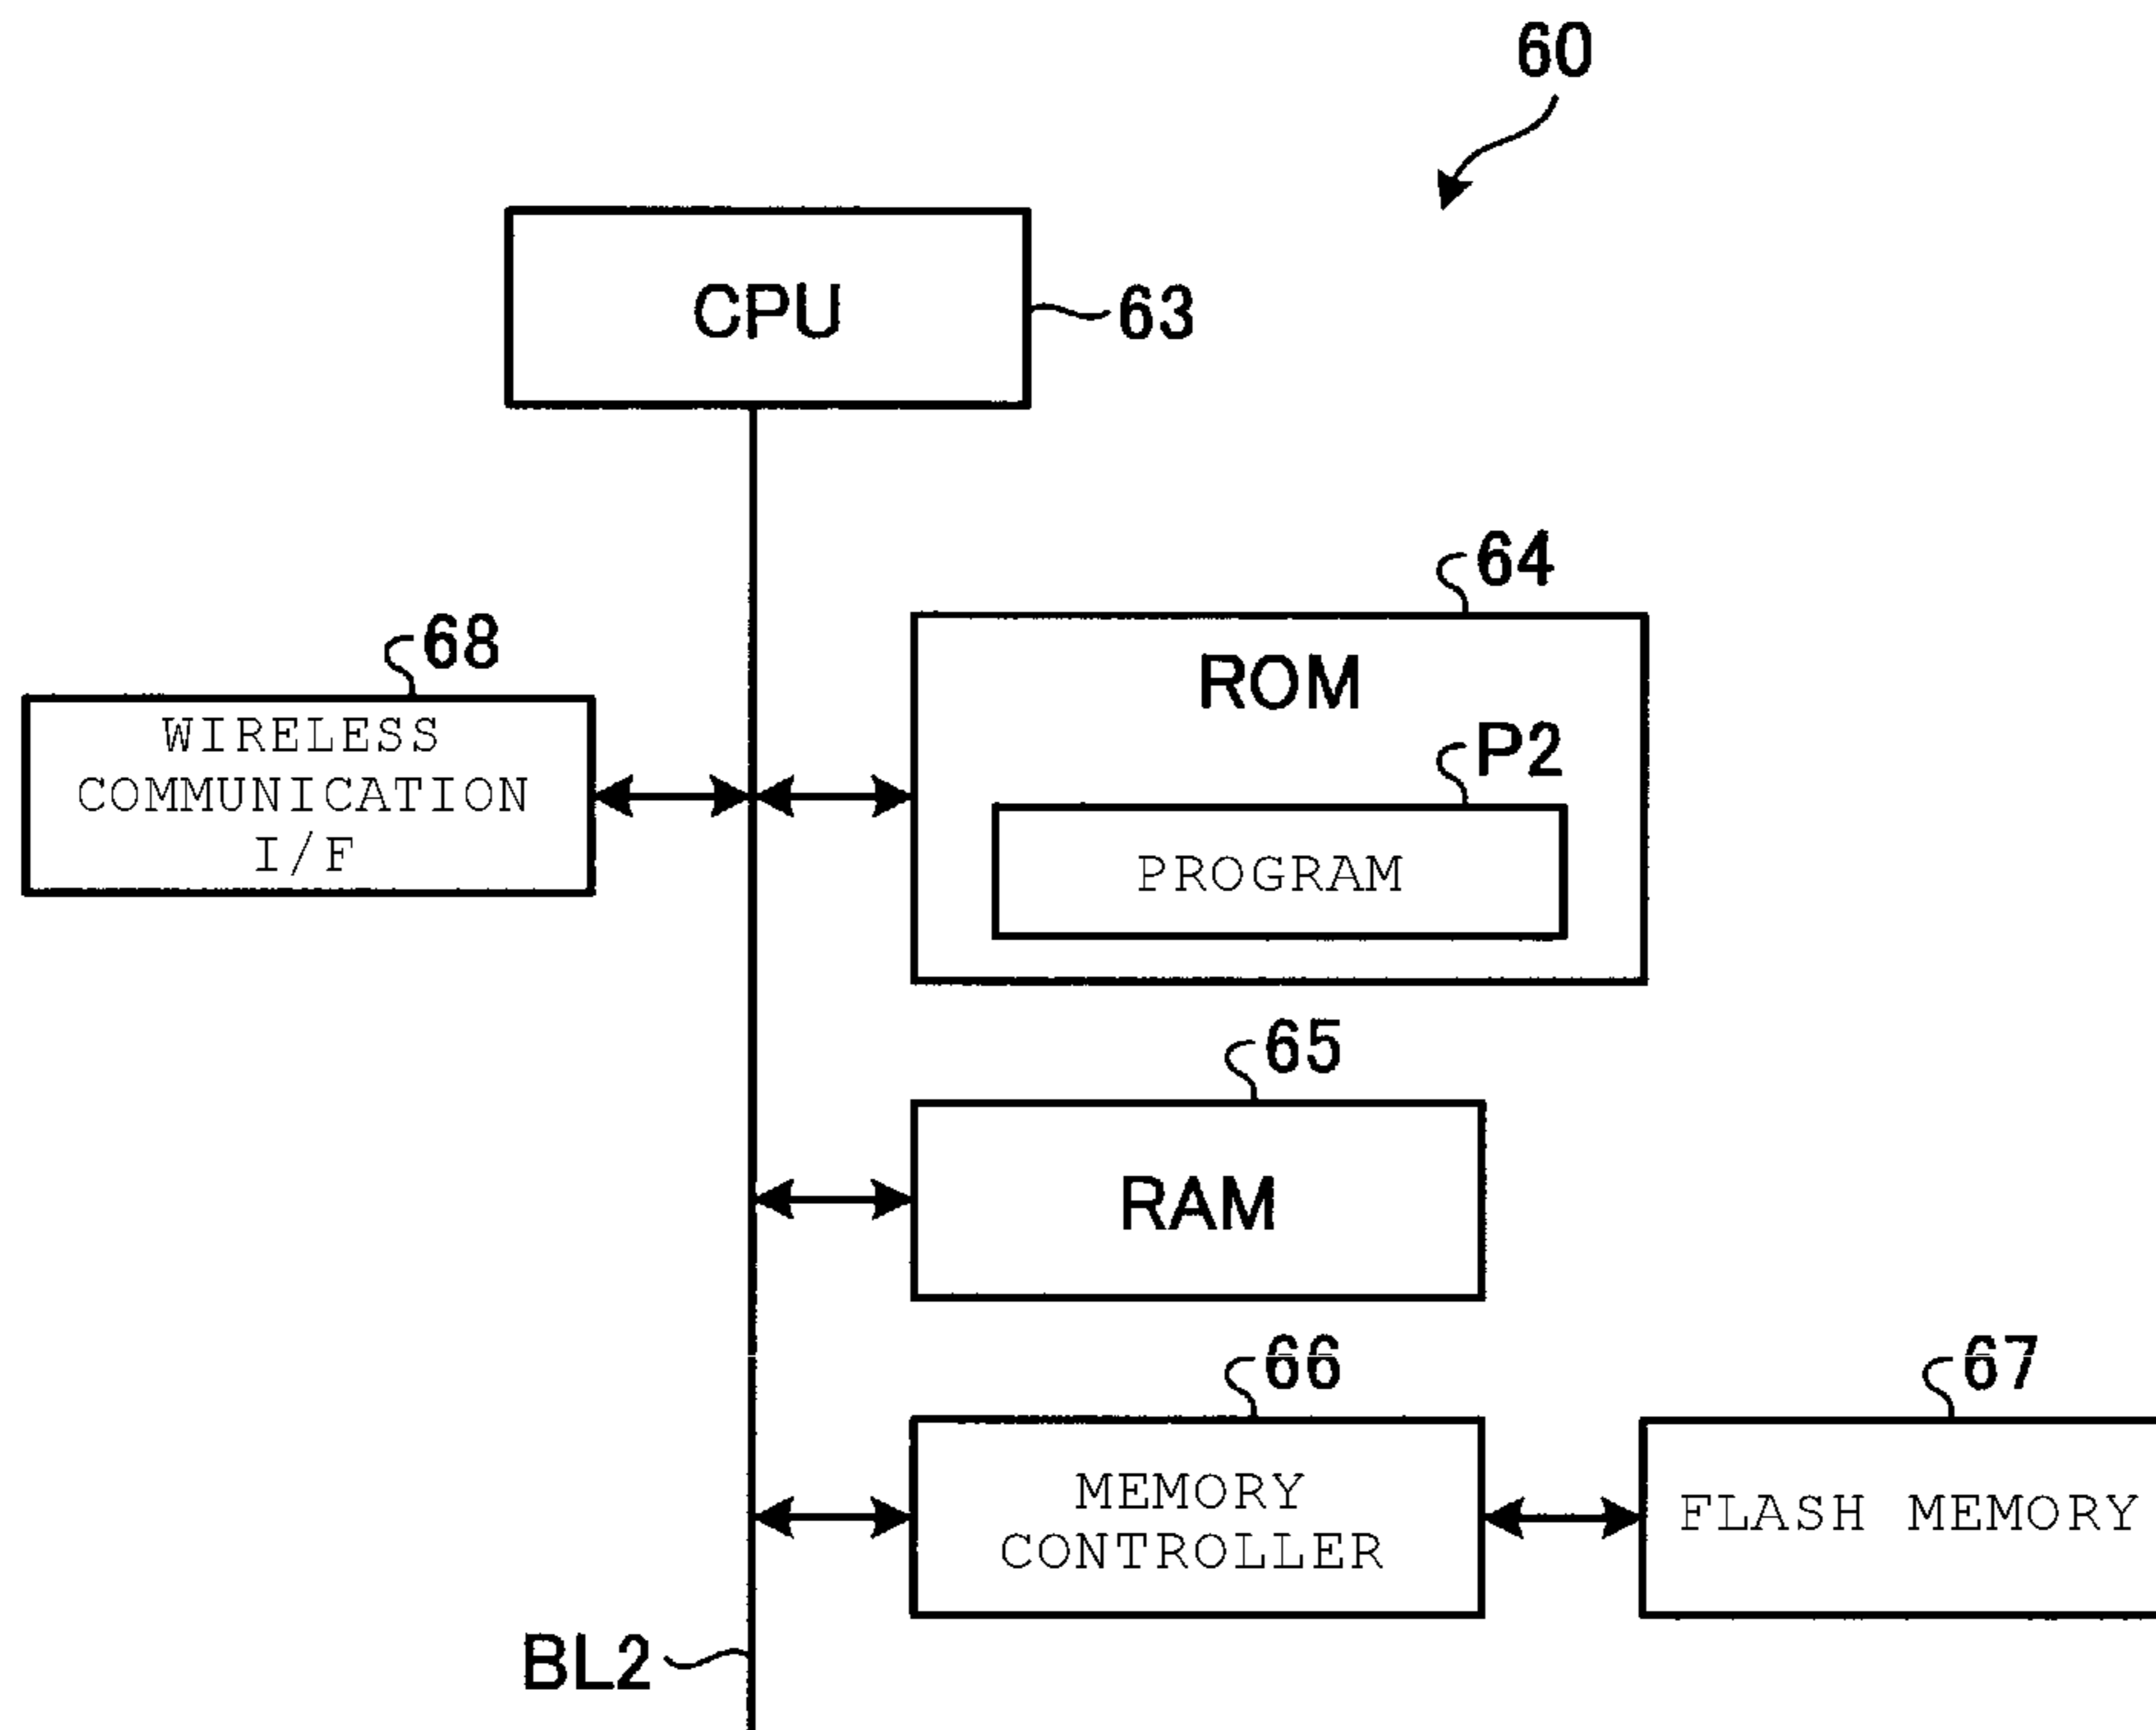 60
CPU
63
64
68
ROM
WIRELESS
COMMUNICATION
I/F
P2
PROGRAM
65
RAM
66
67
MEMORY
CONTROLLER
FLASH MEMORY
BL2